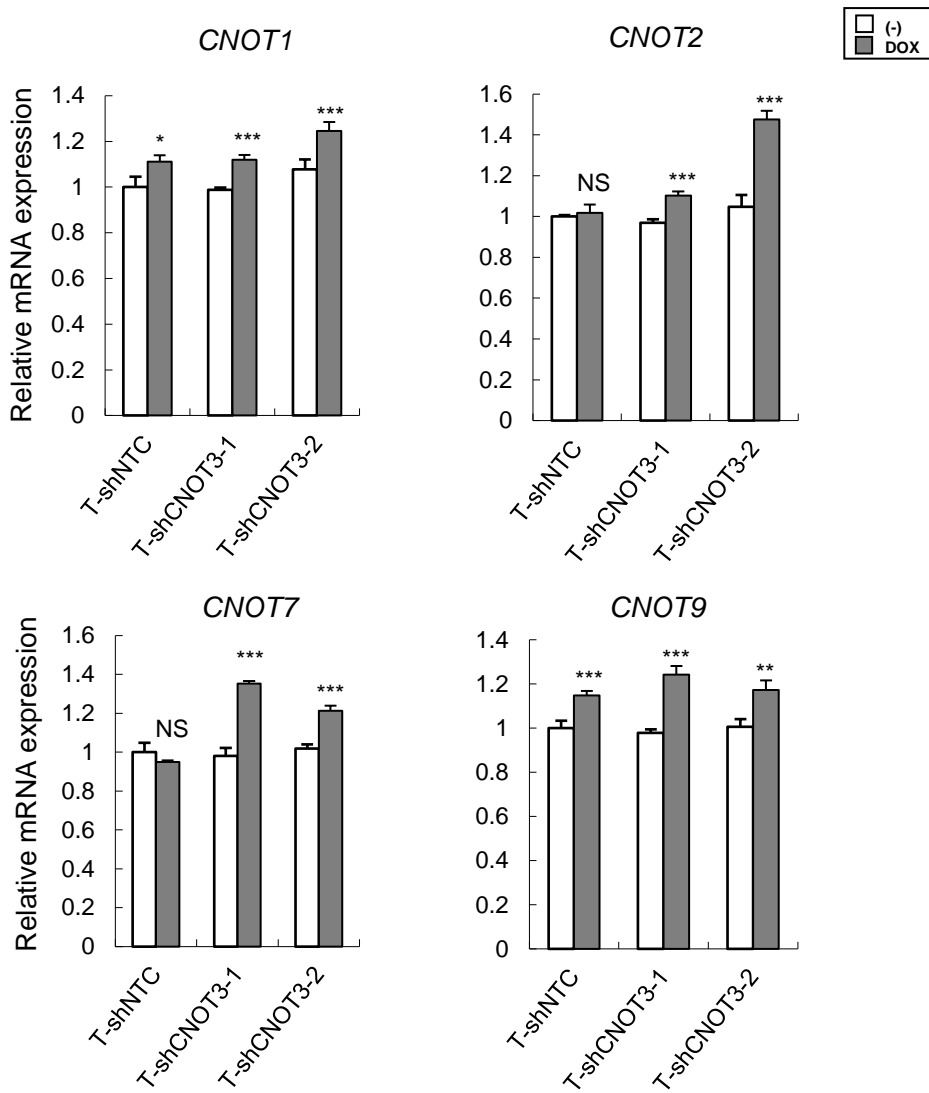 CNOT1
CNOT2
(-)
DOX
Relative mRNA expression
1.4
1.2
1
0.8
0.6
0.4
0.2
0
*
***
***
T-shNTC
T-shCNOT3-1
T-shCNOT3-2
1.6
1.4
1.2
1
0.8
0.6
0.4
0.2
0
NS
***
***
T-shNTC
T-shCNOT3-1
T-shCNOT3-2
CNOT7
CNOT9
Relative mRNA expression
1.6
1.4
1.2
1
0.8
0.6
0.4
0.2
0
NS
***
***
T-shNTC
T-shCNOT3-1
T-shCNOT3-2
1.4
1.2
1
0.8
0.6
0.4
0.2
0
***
***
**
T-shNTC
T-shCNOT3-1
T-shCNOT3-2